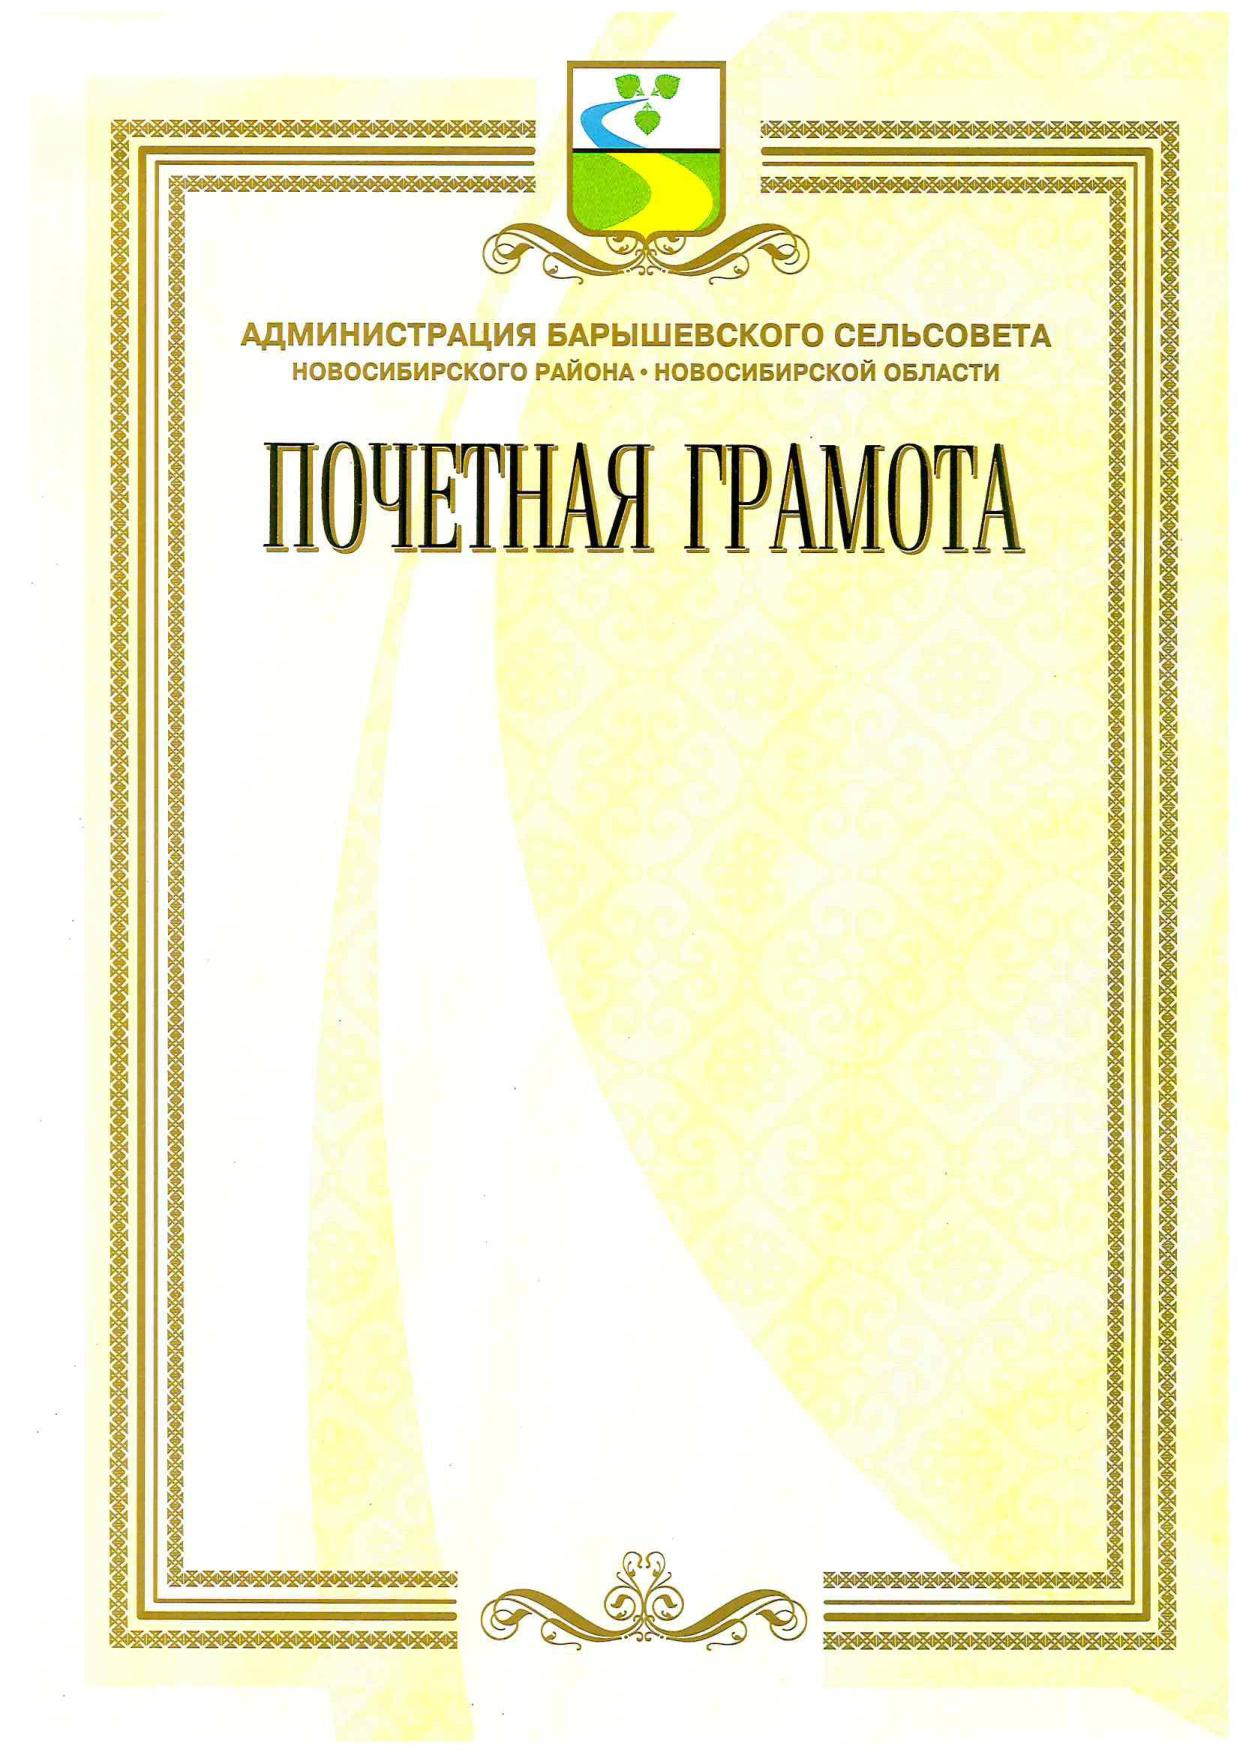 АДМИНИСТРАЦИЯ БАРЫШЕВСКОГО СЕЛЬСОВЕТА
НОВОСИБИРСКОГО РАЙОНА • НОВОСИБИРСКОЙ ОБЛАСТИ
ПОЧЕТНАЯ ГРАМОТА